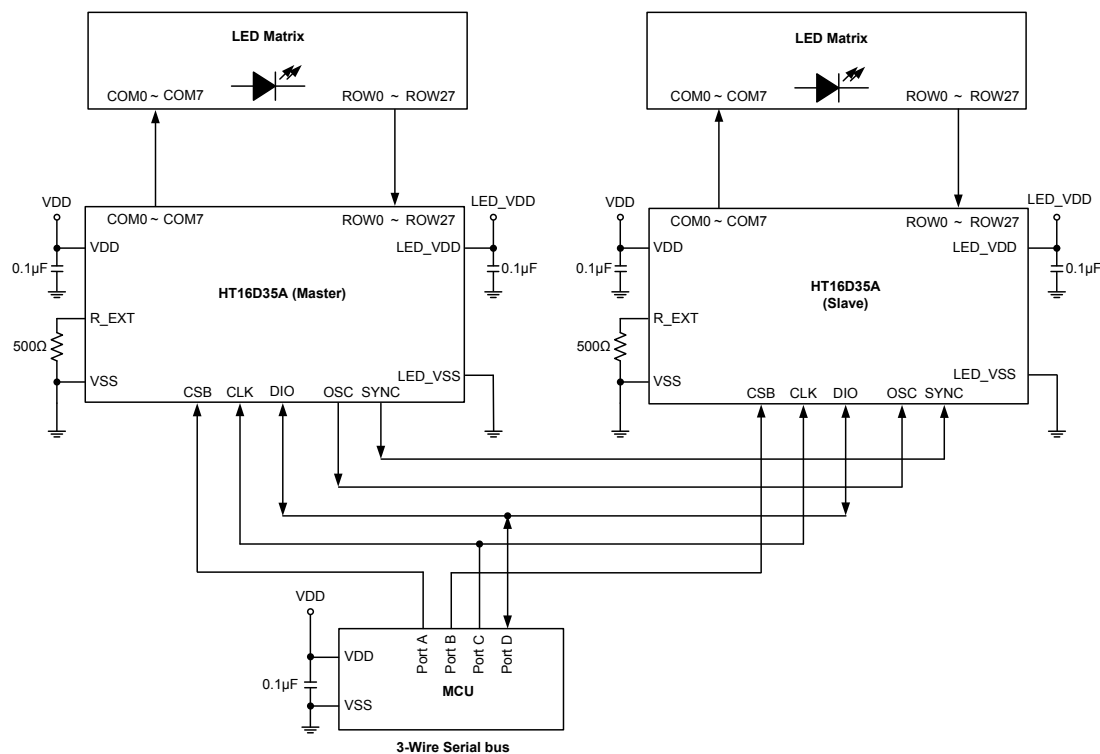 LED Matrix
COM0 ~ COM7
ROW0 ~ ROW27
LED Matrix
COM0 ~ COM7
ROW0 ~ ROW27
VDD
LED_VDD
COM0 ~ COM7
ROW0 ~ ROW27
VDD
LED_VDD
0.1µF
0.1µF
HT16D35A (Master)
R_EXT
500Ω
VSS
LED_VSS
CSB
CLK
DIO
OSC
SYNC
VDD
LED_VDD
COM0 ~ COM7
ROW0 ~ ROW27
VDD
LED_VDD
0.1µF
0.1µF
HT16D35A
(Slave)
R_EXT
500Ω
VSS
LED_VSS
CSB
CLK
DIO
OSC
SYNC
VDD
VDD
0.1µF
VSS
Port A
Port B
Port C
Port D
MCU
3-Wire Serial bus